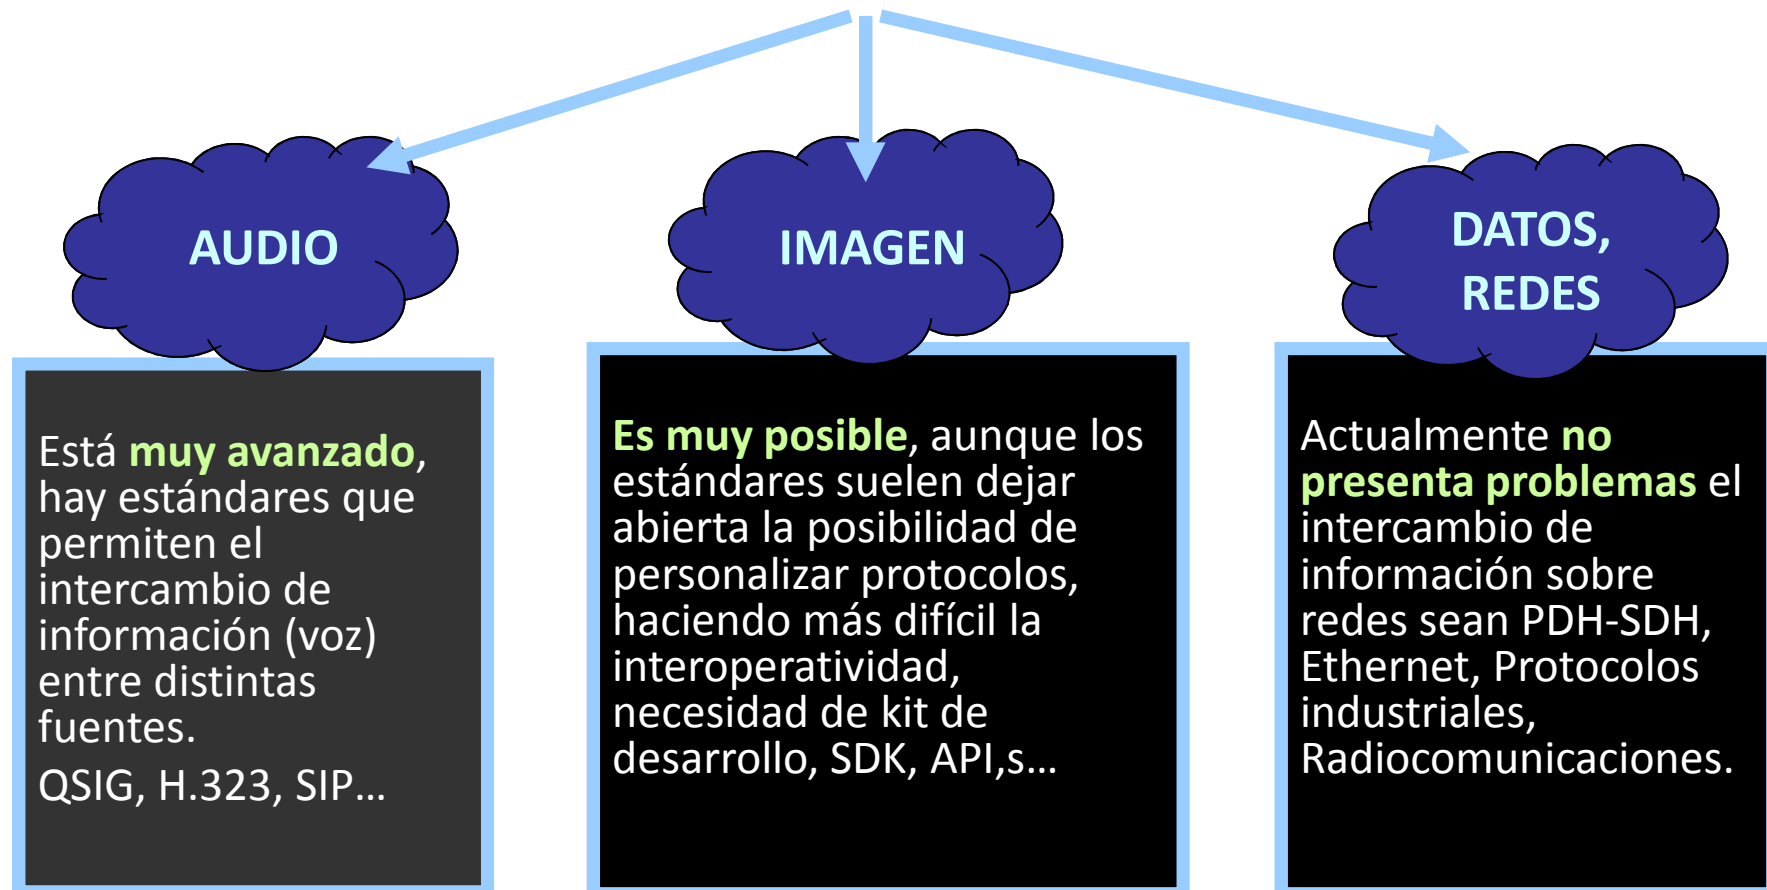 AUDIO
Está muy avanzado,
hay estándares que
permiten el
intercambio de
información (voz)
entre distintas
fuentes.
QSIG, H.323, SIP...
IMAGEN
Es muy posible, aunque los
estándares suelen dejar
abierta la posibilidad de
personalizar protocolos,
haciendo más difícil la
interoperatividad,
necesidad de kit de
desarrollo, SDK, API,s...
DATOS,
REDES
Actualmente no
presenta problemas el
intercambio de
información sobre
redes sean PDH-SDH,
Ethernet, Protocolos
industriales,
Radiocomunicaciones.